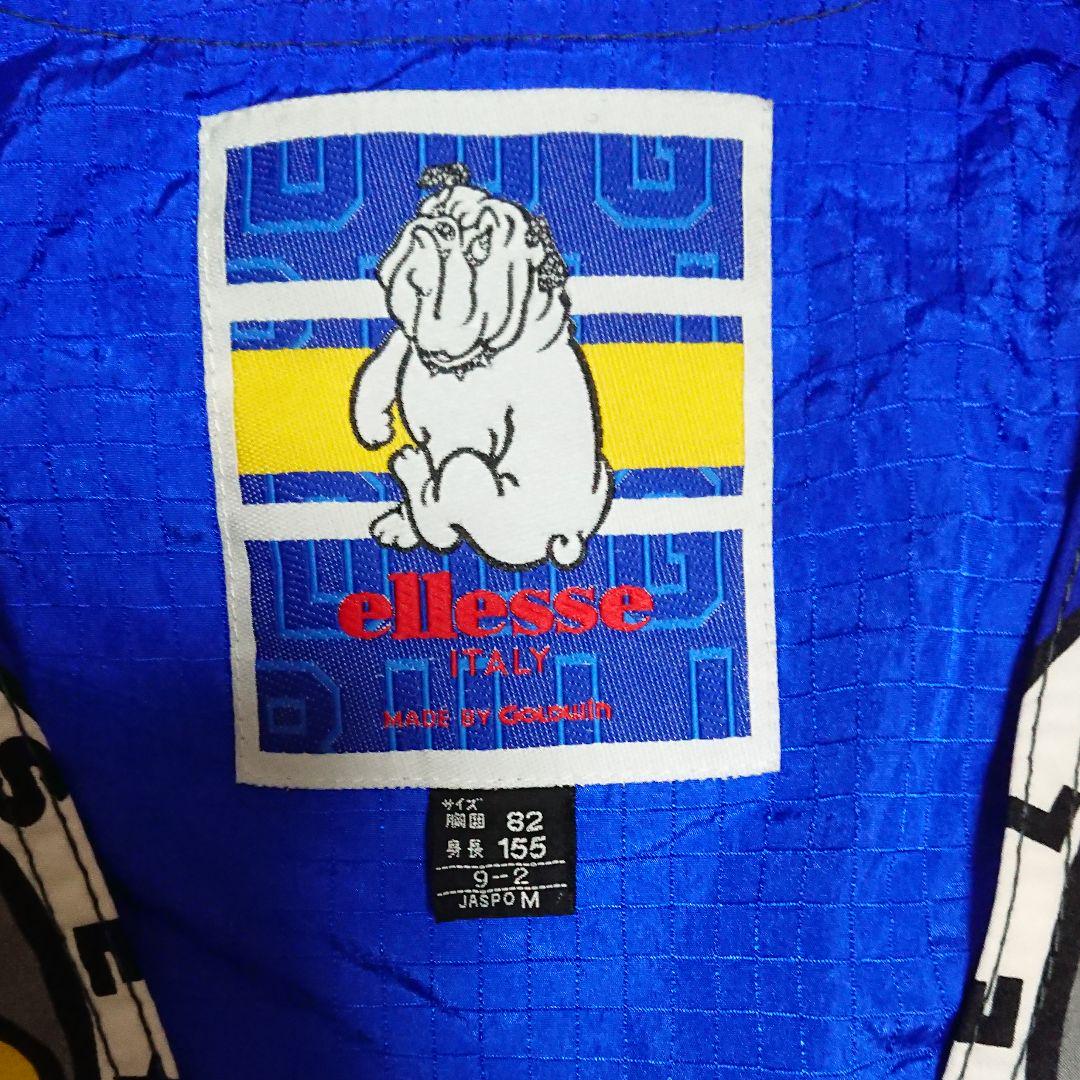 ellesse
ITALY
MADE BY GOLDWIN
サイズ
胸囲 82
身長 155
9-2
JASPO M